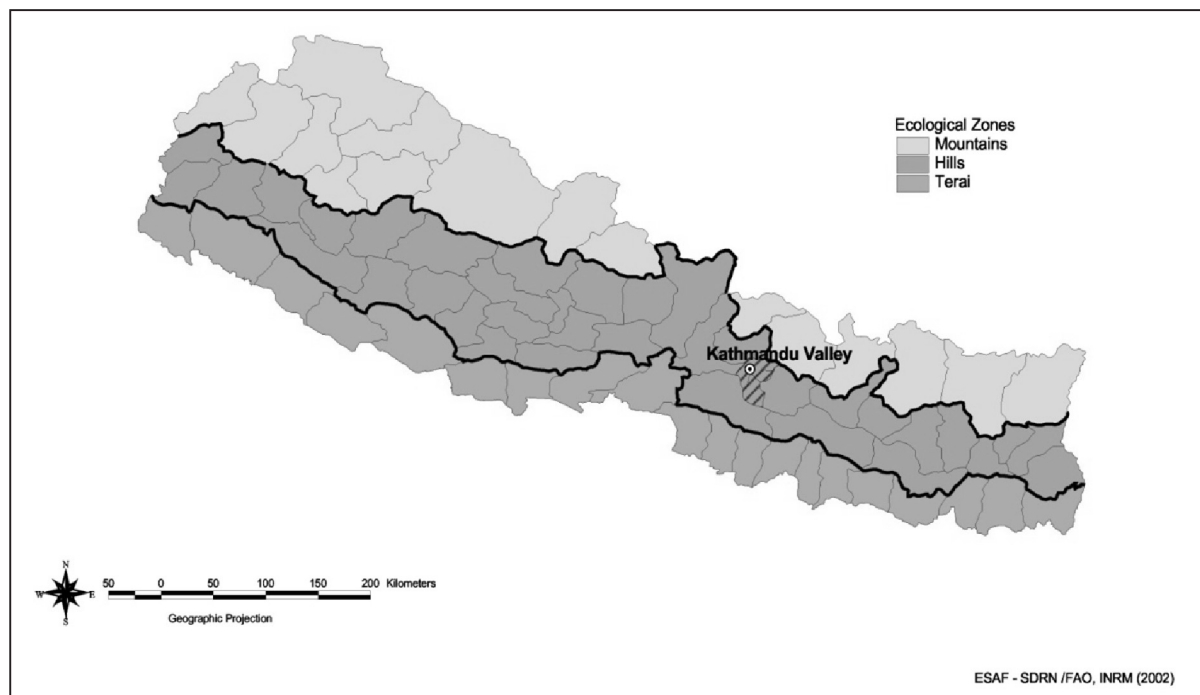 Ecological Zones
Mountains
Hills
Terai
Kathmandu Valley
N
W E
S
50 0 50 100 150 200 Kilometers
Geographic Projection
ESAF - SDRN /FAO, INRM (2002)